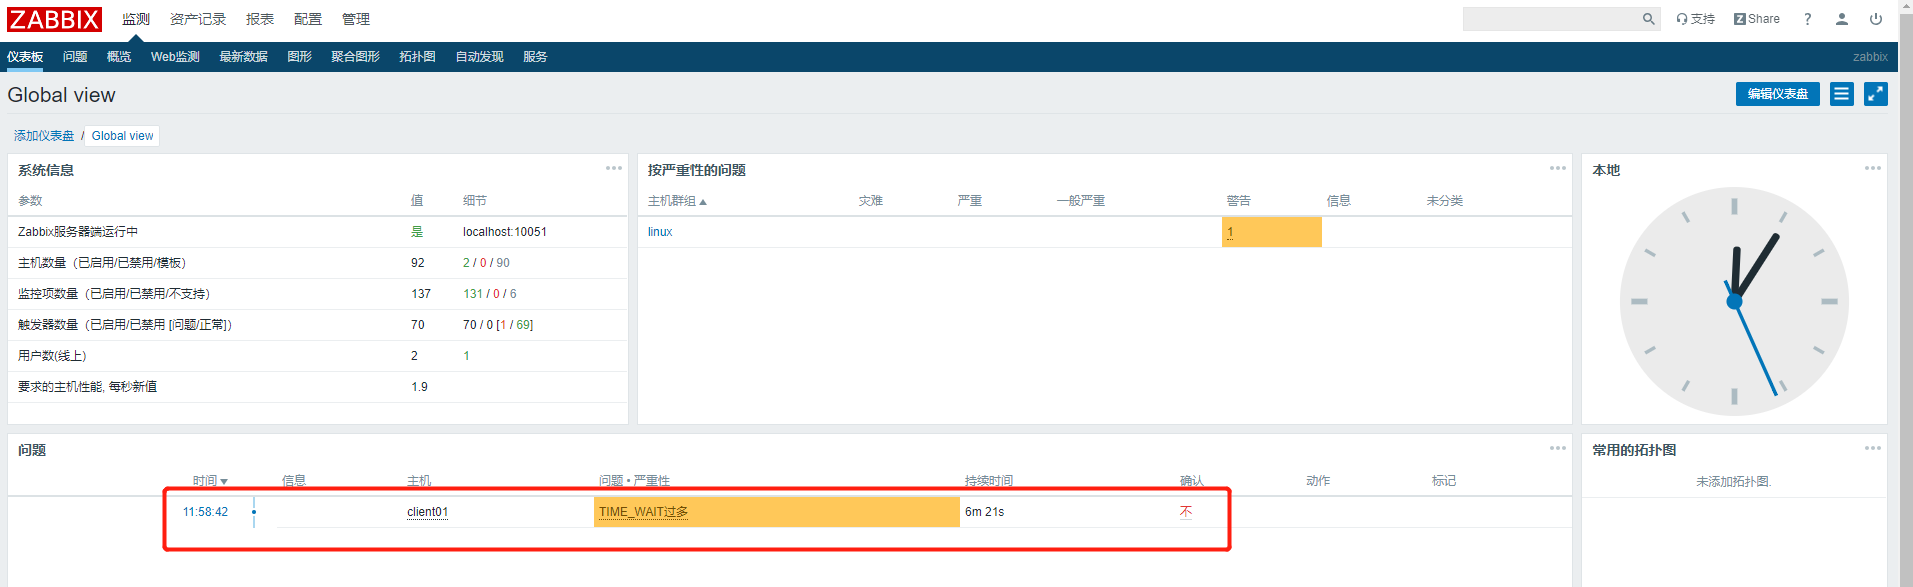 ZABBIX 监测 资产记录 报表 配置 管理 支持 Z Share ?
仪表板 问题 概览 Web监测 最新数据 图形 聚合图形 拓扑图 自动发现 服务 zabbix
Global view 编辑仪表盘
添加仪表盘 / Global view
系统信息
参数 值 细节
Zabbix服务器端运行中 是 localhost:10051
主机数量（已启用/已禁用/模板） 92 2 / 0 / 90
监控项数量（已启用/已禁用/不支持） 137 131 / 0 / 6
触发器数量（已启用/已禁用 [问题/正常]） 70 70 / 0 [1 / 69]
用户数(线上) 2 1
要求的主机性能, 每秒新值 1.9
按严重性的问题
主机群组▲ 灾难 严重 一般严重 警告 信息 未分类
linux 1
本地
问题
时间▼ 信息 主机 问题 • 严重性 持续时间 确认 动作 标记
11:58:42 client01 TIME_WAIT过多 6m 21s 不
常用的拓扑图
未添加拓扑图.